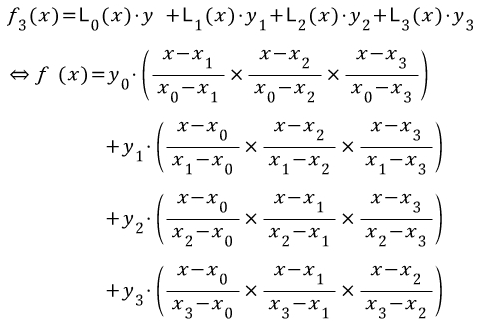 f₃(x)=L₀(x)·y +L₁(x)·y₁+L₂(x)·y₂+L₃(x)·y₃
⇔f (x)=y₀·((x−x₁)/(x₀−x₁)×(x−x₂)/(x₀−x₂)×(x−x₃)/(x₀−x₃))
+y₁·((x−x₀)/(x₁−x₀)×(x−x₂)/(x₁−x₂)×(x−x₃)/(x₁−x₃))
+y₂·((x−x₀)/(x₂−x₀)×(x−x₁)/(x₂−x₁)×(x−x₃)/(x₂−x₃))
+y₃·((x−x₀)/(x₃−x₀)×(x−x₁)/(x₃−x₁)×(x−x₂)/(x₃−x₂))